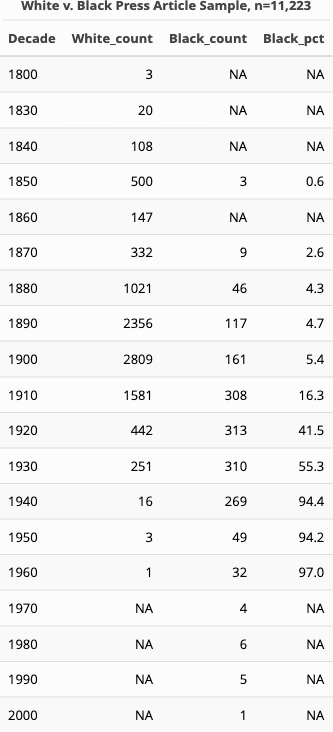 White v. Black Press Article Sample, n=11,223
Decade White_count Black_count Black_pct
1800 3 NA NA
1830 20 NA NA
1840 108 NA NA
1850 500 3 0.6
1860 147 NA NA
1870 332 9 2.6
1880 1021 46 4.3
1890 2356 117 4.7
1900 2809 161 5.4
1910 1581 308 16.3
1920 442 313 41.5
1930 251 310 55.3
1940 16 269 94.4
1950 3 49 94.2
1960 1 32 97.0
1970 NA 4 NA
1980 NA 6 NA
1990 NA 5 NA
2000 NA 1 NA